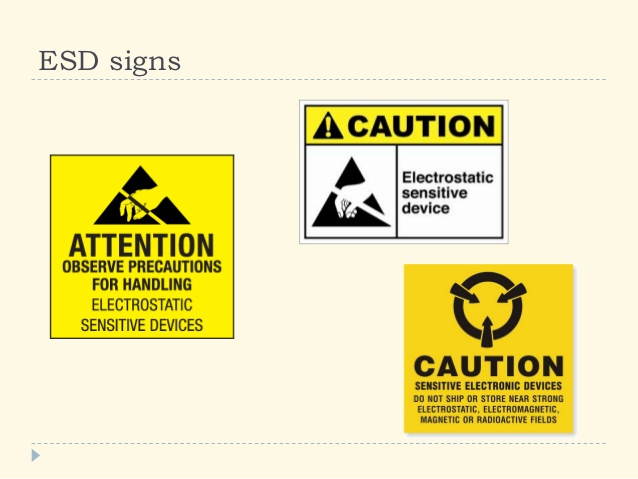 ESD signs
CAUTION
Electrostatic
sensitive
device
ATTENTION
OBSERVE PRECAUTIONS
FOR HANDLING
ELECTROSTATIC
SENSITIVE DEVICES
CAUTION
SENSITIVE ELECTRONIC DEVICES
DO NOT SHIP OR STORE NEAR STRONG
ELECTROSTATIC, ELECTROMAGNETIC,
MAGNETIC OR RADIOACTIVE FIELDS